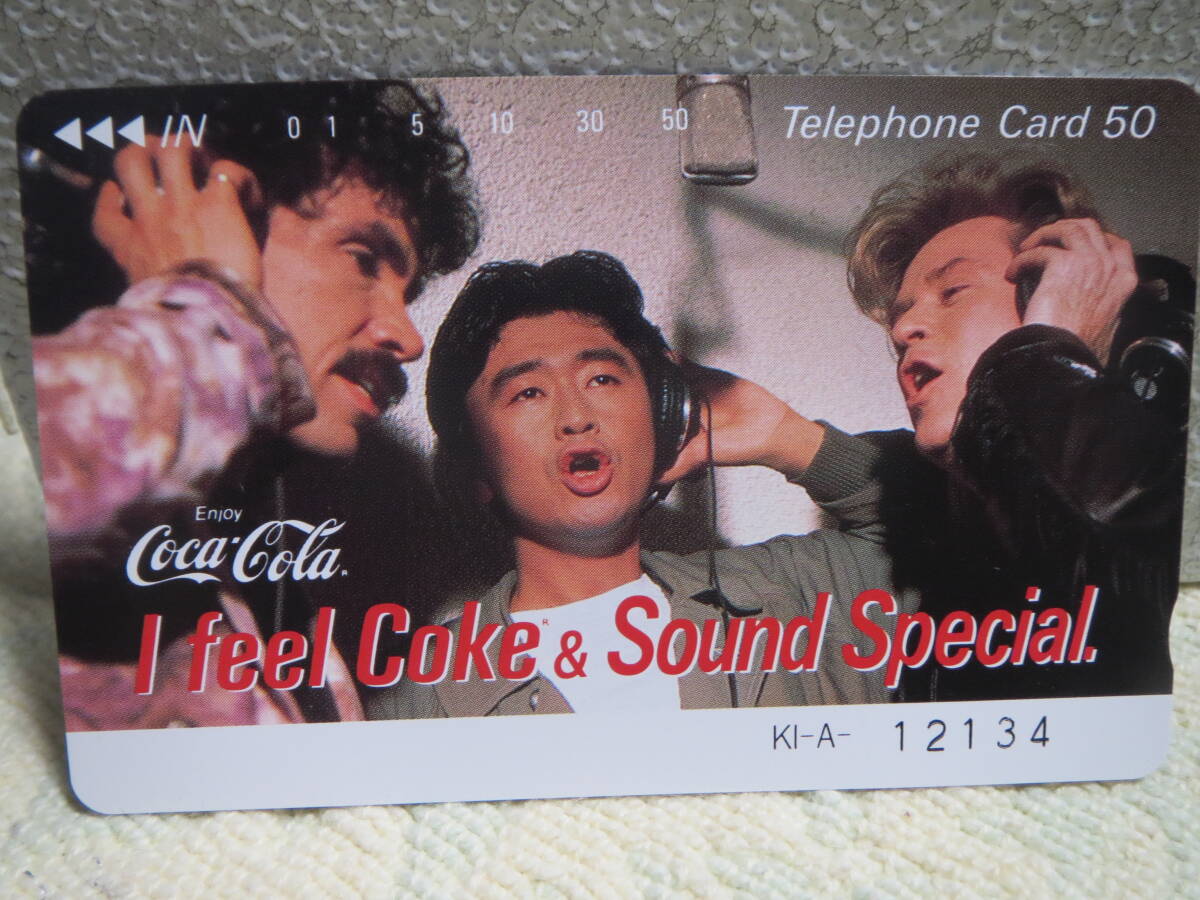 IN 0 1 5 10 30 50 Telephone Card 50
Enjoy
Coca-Cola
I feel Coke & Sound Special.
KI-A- 12134